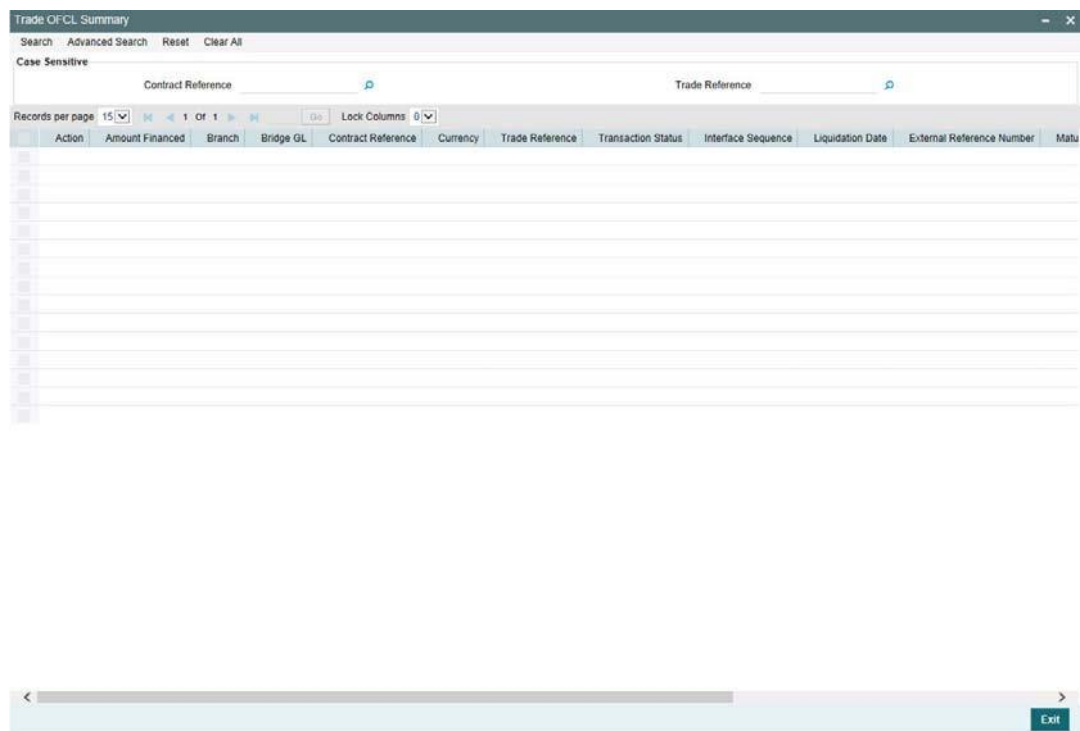 Trade OFCL Summary
Search Advanced Search Reset Clear All
Case Sensitive
Contract Reference Trade Reference
Records per page 15 1 Of 1 Go Lock Columns 0
Action Amount Financed Branch Bridge GL Contract Reference Currency Trade Reference Transaction Status Interface Sequence Liquidation Date External Reference Number Matu
Exit